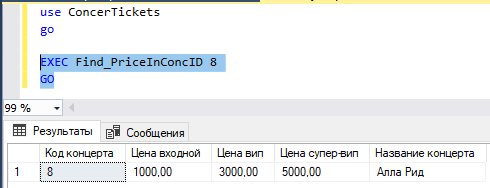 use ConcerTickets
go
EXEC Find_PriceInConcID 8
GO
99 %
Результаты Сообщения
Код концерта Цена входной Цена вип Цена супер-вип Название концерта
1 8 1000,00 3000,00 5000,00 Алла Рид